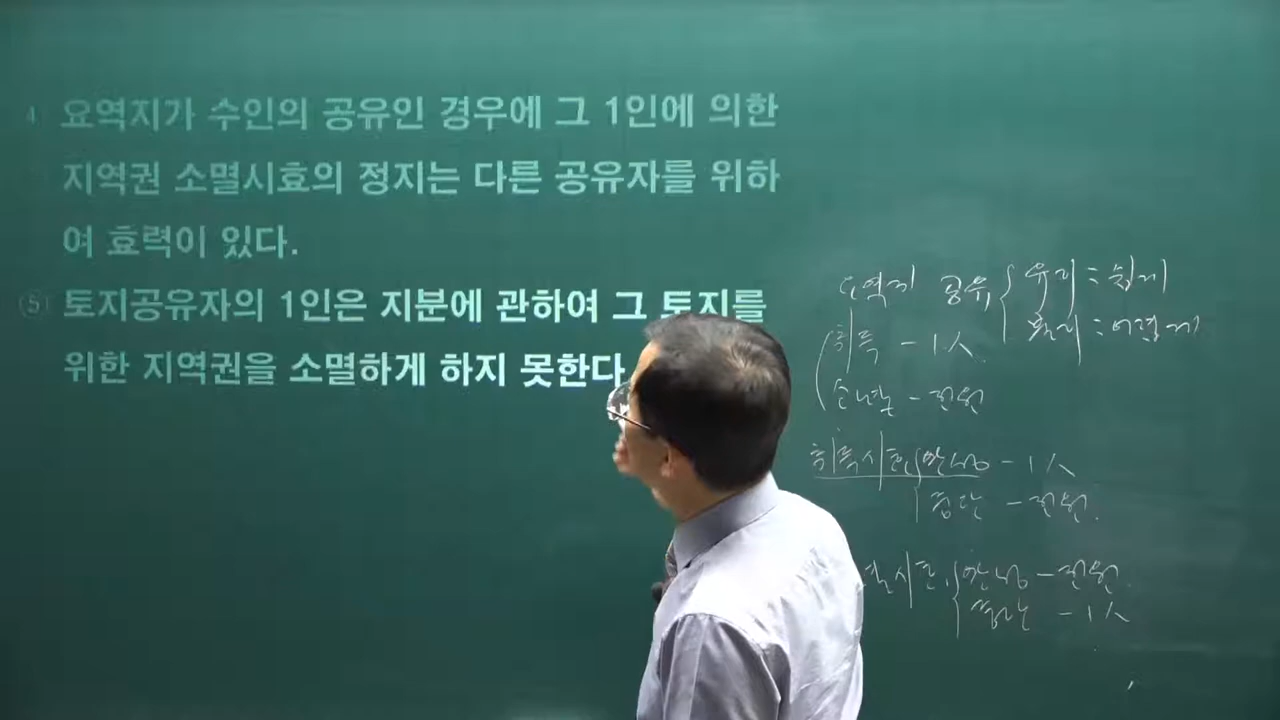 4 요역지가 수인의 공유인 경우에 그 1인에 의한
지역권 소멸시효의 정지는 다른 공유자를 위하
여 효력이 있다.
⑤ 토지공유자의 1인은 지분에 관하여 그 토지를
위한 지역권을 소멸하게 하지 못한다
요역지 공유 유리 = 쉽게
불리 = 어렵게
취득 - 1人
소멸 - 전원
취득시효 완성 - 1人
중단 - 전원.
시효 완성 - 전원
중단 - 1人